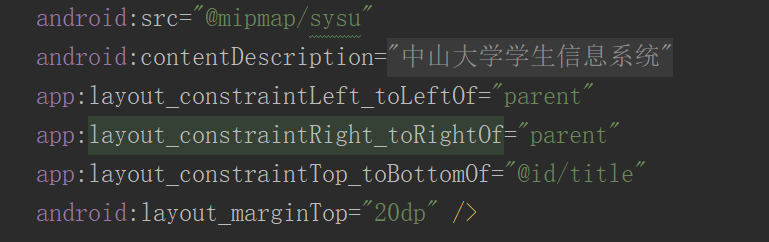 android:src="@mipmap/sysu"
android:contentDescription="中山大学学生信息系统"
app:layout_constraintLeft_toLeftOf="parent"
app:layout_constraintRight_toRightOf="parent"
app:layout_constraintTop_toBottomOf="@id/title"
android:layout_marginTop="20dp" />